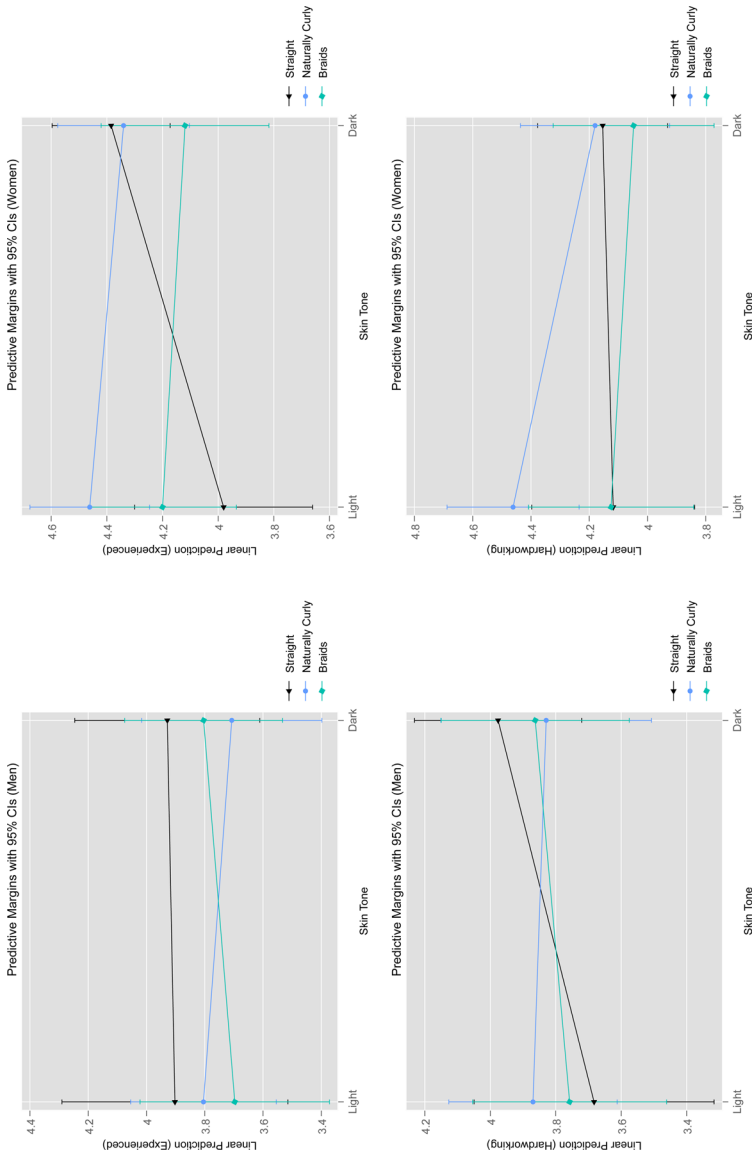 Predictive Margins with 95% CIs (Men)
Linear Prediction (Experienced)
4.4
4.2
4
3.8
3.6
3.4
Light
Dark
Skin Tone
Straight
Naturally Curly
Braids
Predictive Margins with 95% CIs (Women)
Linear Prediction (Experienced)
4.6
4.4
4.2
4
3.8
3.6
Light
Dark
Skin Tone
Straight
Naturally Curly
Braids
Predictive Margins with 95% CIs (Men)
Linear Prediction (Hardworking)
4.2
4
3.8
3.6
3.4
Light
Dark
Skin Tone
Straight
Naturally Curly
Braids
Predictive Margins with 95% CIs (Women)
Linear Prediction (Hardworking)
4.8
4.6
4.4
4.2
4
3.8
Light
Dark
Skin Tone
Straight
Naturally Curly
Braids